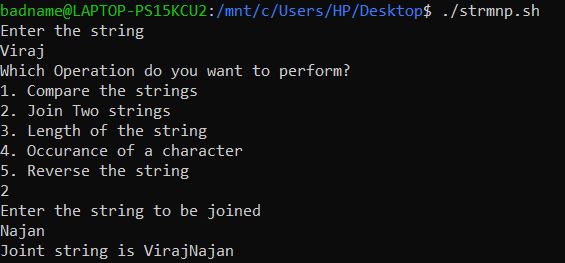 badname@LAPTOP-PS15KCU2:/mnt/c/Users/HP/Desktop$ ./strmnp.sh
Enter the string
Viraj
Which Operation do you want to perform?
1. Compare the strings
2. Join Two strings
3. Length of the string
4. Occurance of a character
5. Reverse the string
2
Enter the string to be joined
Najan
Joint string is VirajNajan